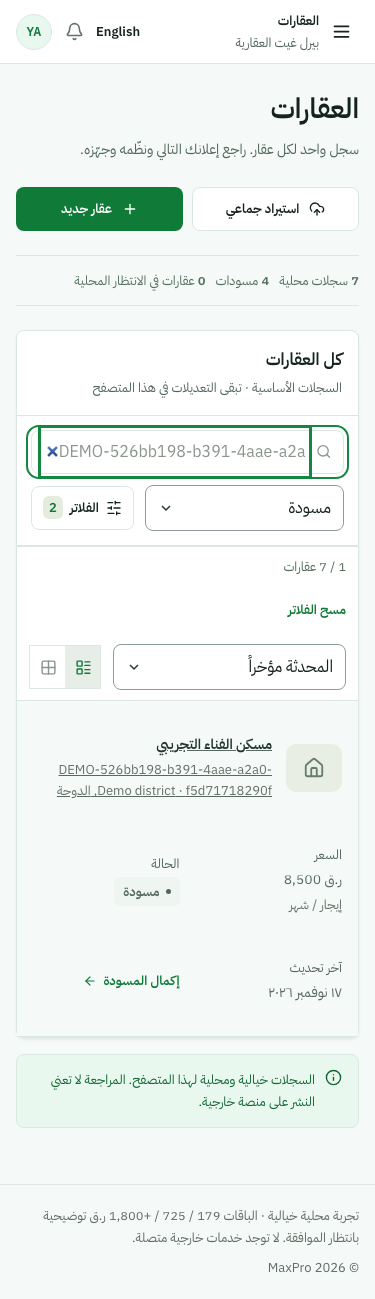 العقارات
بيرل غيت العقارية
English
YA
العقارات
سجل واحد لكل عقار. راجع إعلانك التالي ونظّمه وجهّزه.
استيراد جماعي
عقار جديد
7 سجلات محلية 4 مسودات 0 عقارات في الانتظار المحلية
كل العقارات
السجلات الأساسية · تبقى التعديلات في هذا المتصفح
DEMO-526bb198-b391-4aae-a2a
مسودة
الفلاتر 2
1 / 7 عقارات
مسح الفلاتر
المحدثة مؤخراً
مسكن الفناء التجريبي
DEMO-526bb198-b391-4aae-a2a0-
f5d71718290f · Demo district, الدوحة
السعر
ر.ق 8,500
إيجار / شهر
الحالة
مسودة
آخر تحديث
١٧ نوفمبر ٢٠٢٦
إكمال المسودة
السجلات خيالية ومحلية لهذا المتصفح. المراجعة لا تعني
النشر على منصة خارجية.
تجربة محلية خيالية · الباقات 179 / 725 / +1,800 ر.ق توضيحية
بانتظار الموافقة. لا توجد خدمات خارجية متصلة.
© 2026 MaxPro